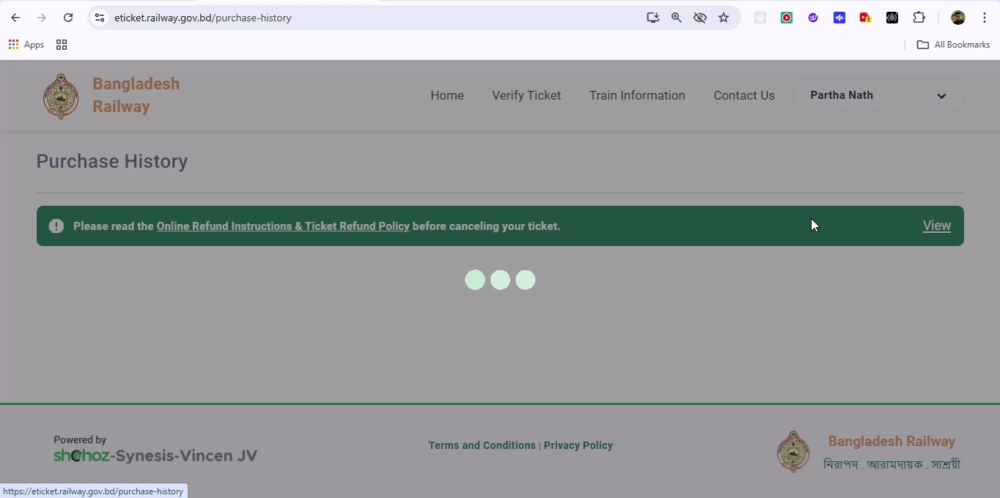 eticket.railway.gov.bd/purchase-history
Apps
All Bookmarks
Bangladesh
Railway
Home
Verify Ticket
Train Information
Contact Us
Partha Nath
Purchase History
Please read the Online Refund Instructions & Ticket Refund Policy before canceling your ticket.
View
Powered by
shohoz-Synesis-Vincen JV
Terms and Conditions | Privacy Policy
Bangladesh Railway
নিরাপদ . আরামদায়ক . সাশ্রয়ী
https://eticket.railway.gov.bd/purchase-history